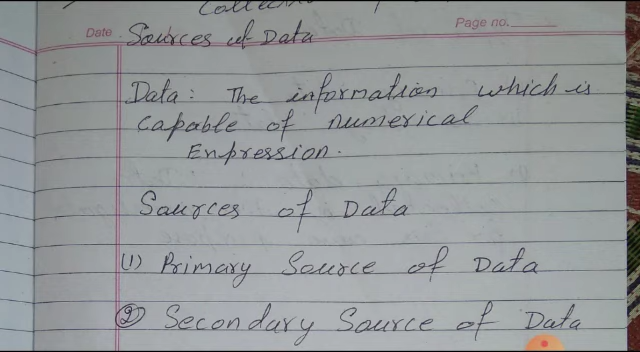 Date
Page no.
Sources of Data
Data: The information which is
capable of numerical
Expression.
Sources of Data
(1) Primary Source of Data
② Secondary Source of Data